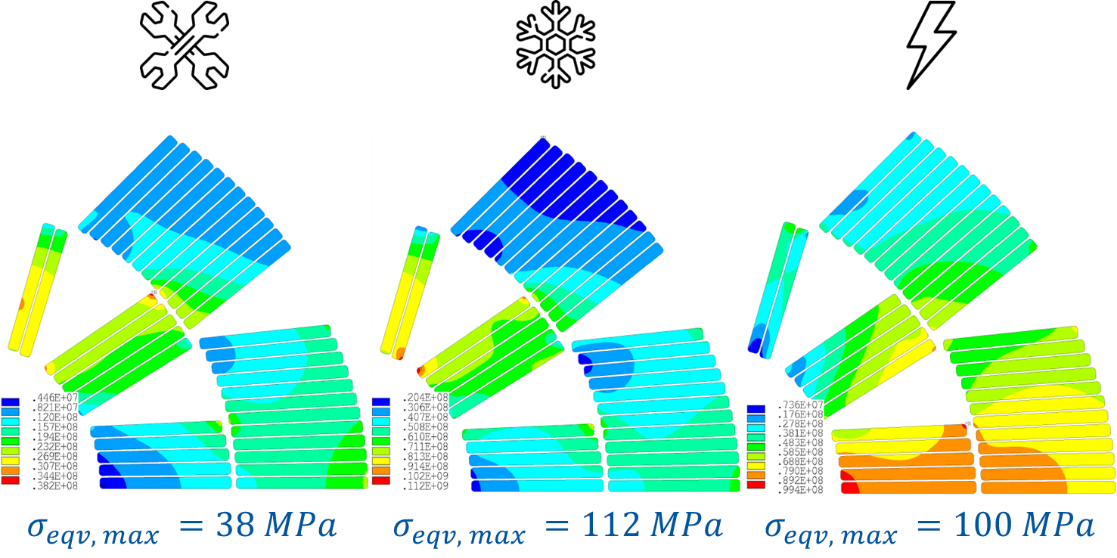 .446E+07
.821E+07
.120E+08
.157E+08
.194E+08
.232E+08
.269E+08
.307E+08
.344E+08
.382E+08
.204E+08
.306E+08
.407E+08
.508E+08
.610E+08
.711E+08
.813E+08
.914E+08
.102E+09
.112E+09
.736E+07
.176E+08
.278E+08
.381E+08
.483E+08
.585E+08
.688E+08
.790E+08
.892E+08
.994E+08
σeqv, max = 38 MPa
σeqv, max = 112 MPa
σeqv, max = 100 MPa